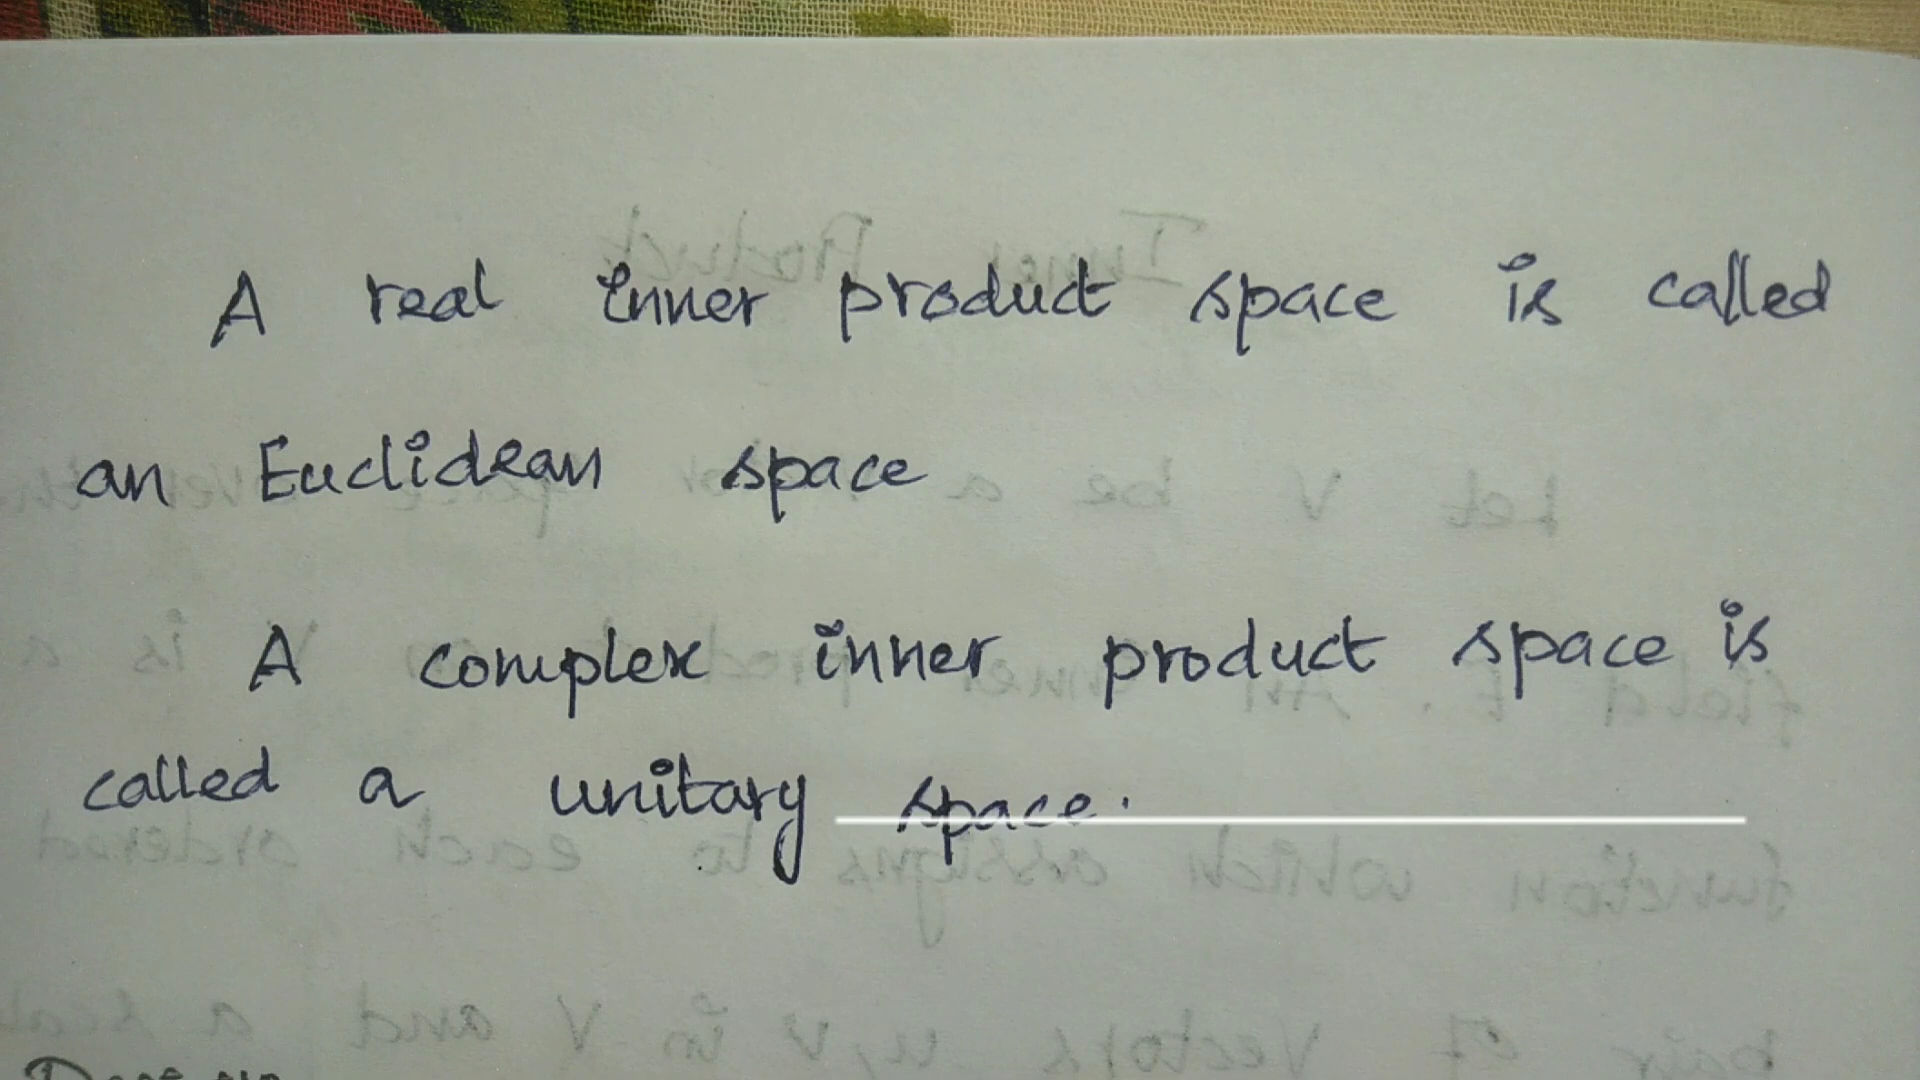 A real inner product space is called
an Euclidean space
A complex inner product space is
called a unitary space.